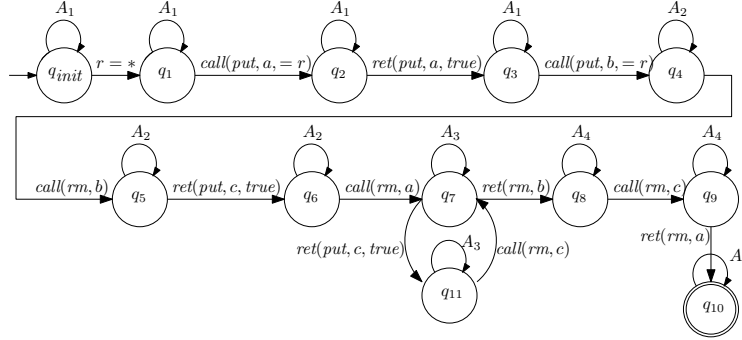 A₁ A₁ A₁ A₁ A₂
q_init r = * q₁ call(put, a, = r) q₂ ret(put, a, true) q₃ call(put, b, = r) q₄
A₂ A₂ A₃ A₄ A₄
call(rm, b) q₅ ret(put, c, true) q₆ call(rm, a) q₇ ret(rm, b) q₈ call(rm, c) q₉
ret(put, c, true) A₃ call(rm, c) ret(rm, a)
A
q₁₁ q₁₀